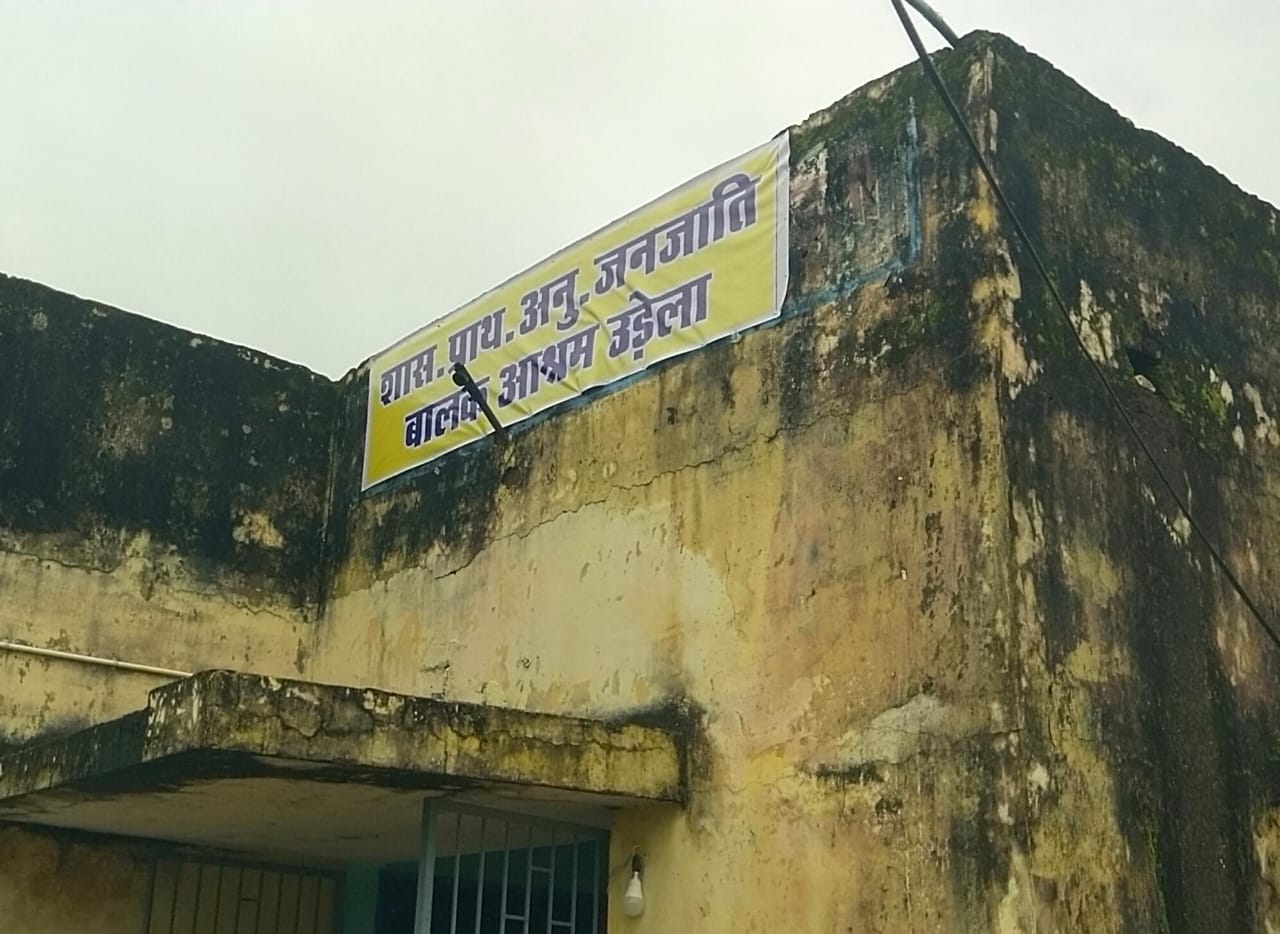 शास. प्राथ. अनु. जनजाति
बालक आश्रम उड़ेला